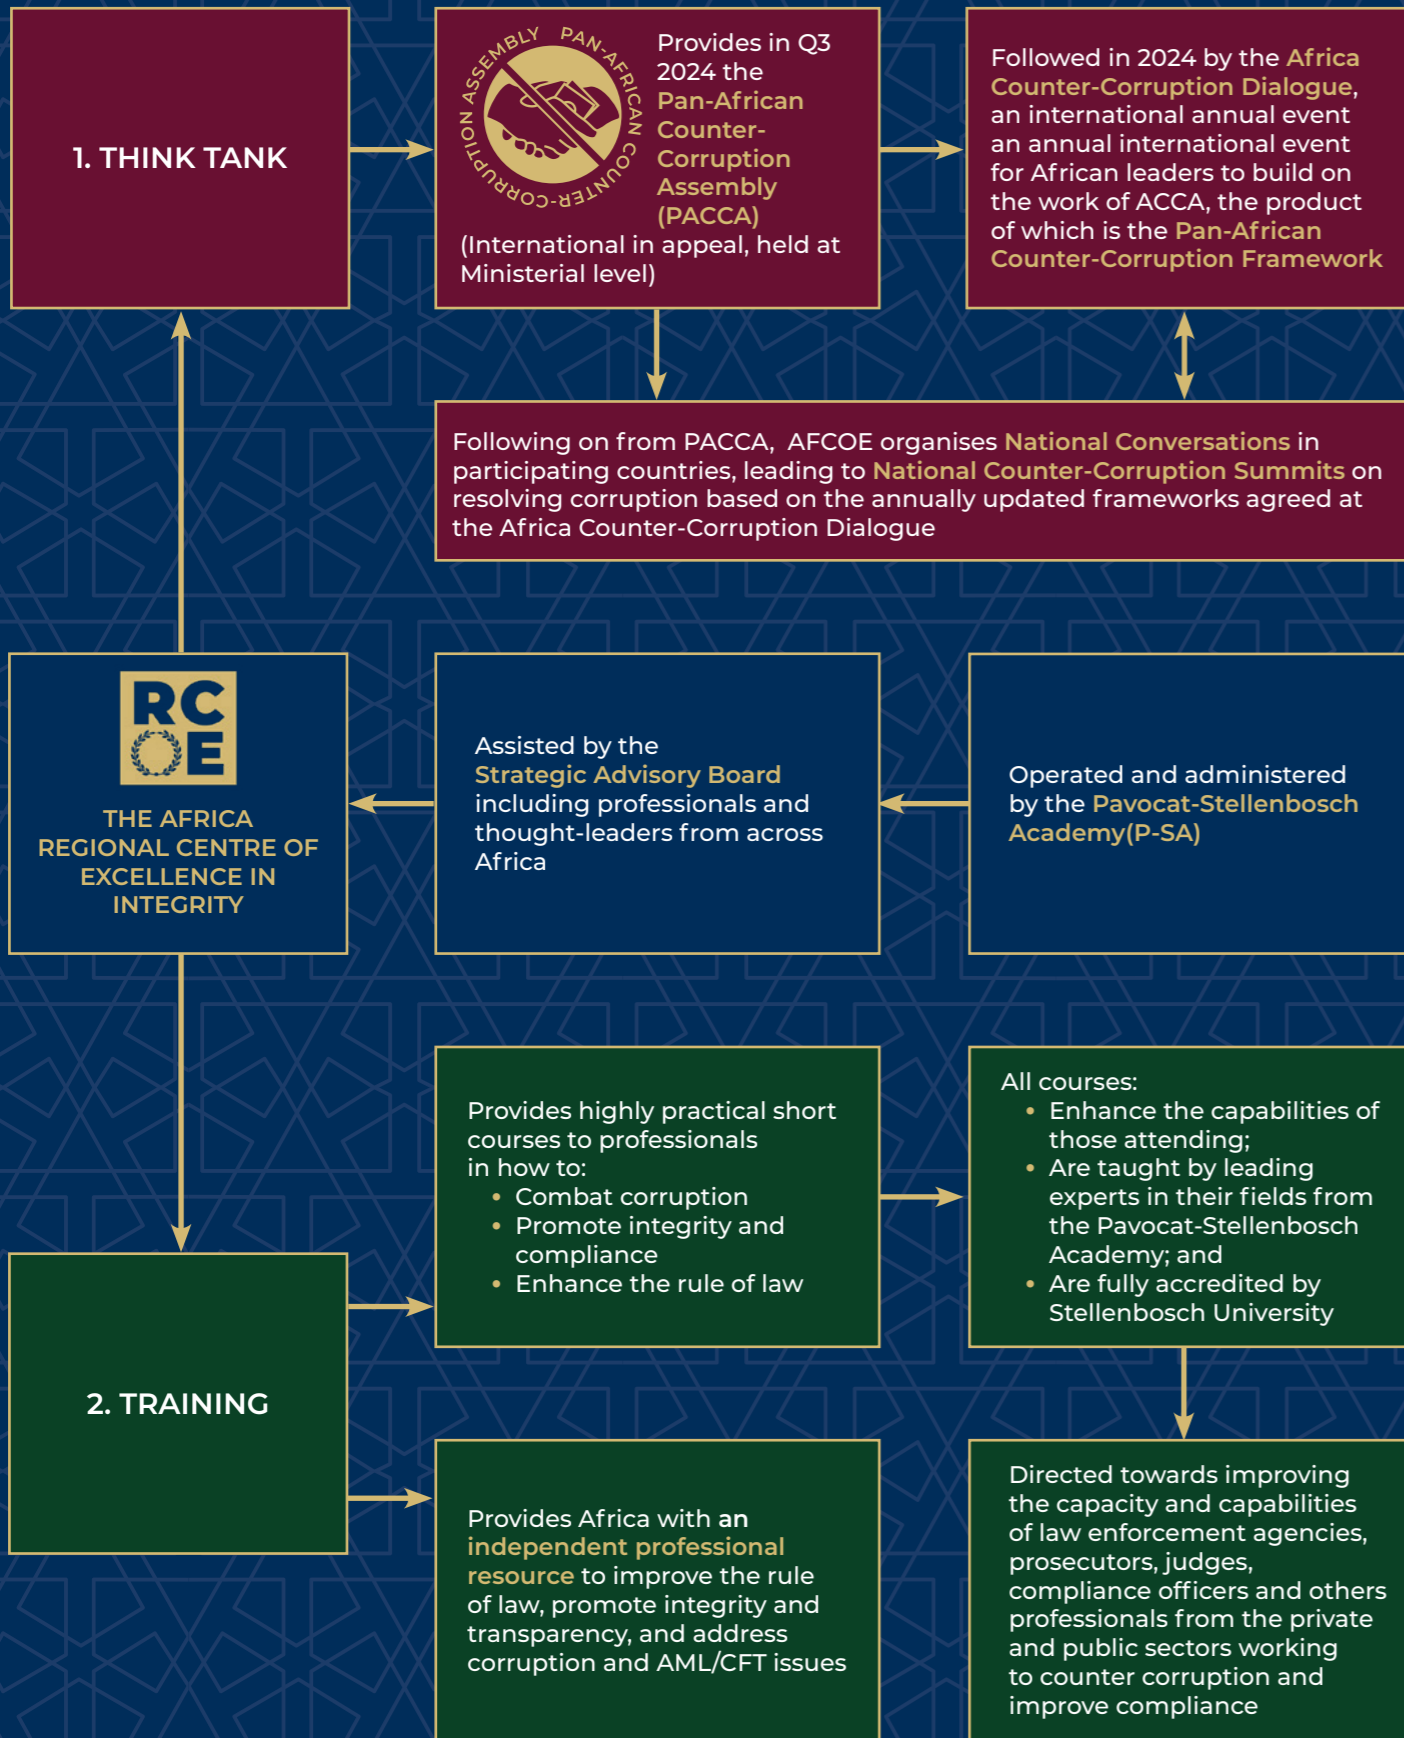 1. THINK TANK
PAN-AFRICAN COUNTER-CORRUPTION ASSEMBLY
Provides in Q3
2024 the
Pan-African
Counter-
Corruption
Assembly
(PACCA)
(International in appeal, held at
Ministerial level)
Followed in 2024 by the Africa
Counter-Corruption Dialogue,
an international annual event
an annual international event
for African leaders to build on
the work of ACCA, the product
of which is the Pan-African
Counter-Corruption Framework
Following on from PACCA, AFCOE organises National Conversations in
participating countries, leading to National Counter-Corruption Summits on
resolving corruption based on the annually updated frameworks agreed at
the Africa Counter-Corruption Dialogue
RC
OE
THE AFRICA
REGIONAL CENTRE OF
EXCELLENCE IN
INTEGRITY
Assisted by the
Strategic Advisory Board
including professionals and
thought-leaders from across
Africa
Operated and administered
by the Pavocat-Stellenbosch
Academy(P-SA)
2. TRAINING
Provides highly practical short
courses to professionals
in how to:
• Combat corruption
• Promote integrity and
compliance
• Enhance the rule of law
All courses:
• Enhance the capabilities of
those attending;
• Are taught by leading
experts in their fields from
the Pavocat-Stellenbosch
Academy; and
• Are fully accredited by
Stellenbosch University
Provides Africa with an
independent professional
resource to improve the rule
of law, promote integrity and
transparency, and address
corruption and AML/CFT issues
Directed towards improving
the capacity and capabilities
of law enforcement agencies,
prosecutors, judges,
compliance officers and others
professionals from the private
and public sectors working
to counter corruption and
improve compliance